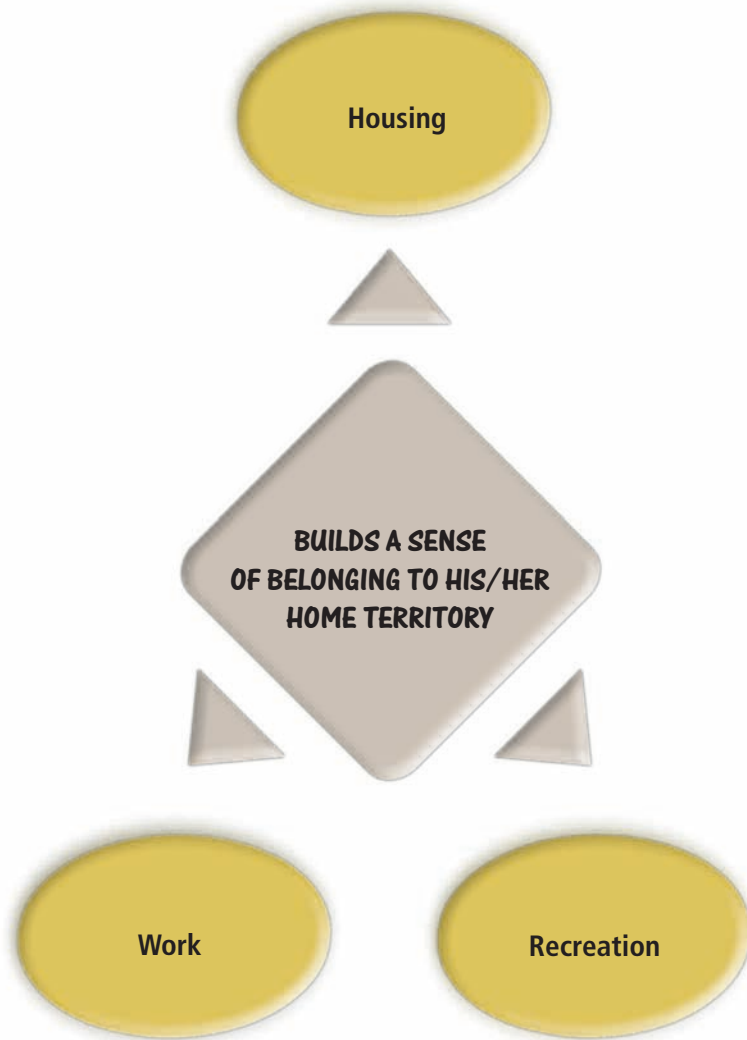 Housing
BUILDS A SENSE
OF BELONGING TO HIS/HER
HOME TERRITORY
Work
Recreation